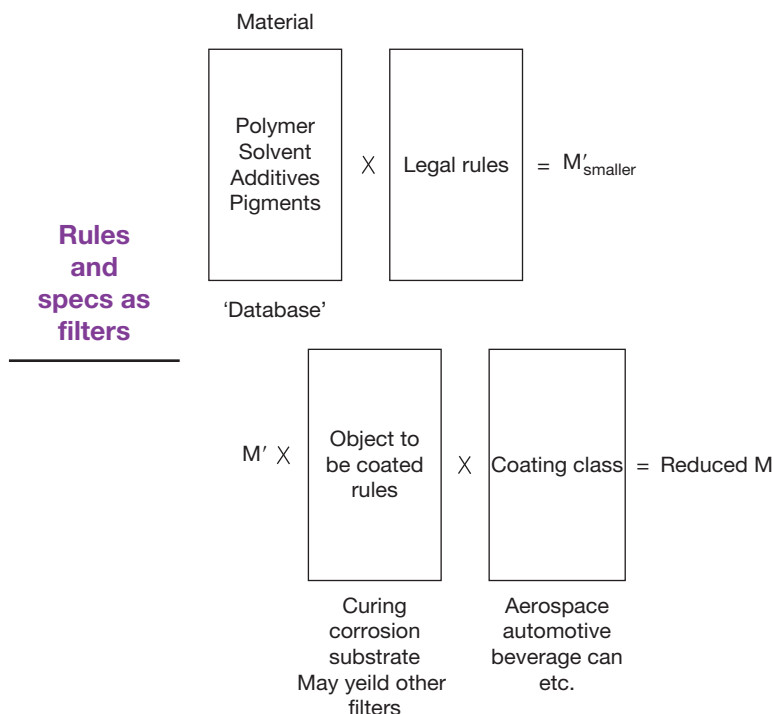 Material
Polymer
Solvent
Additives
Pigments
X
Legal rules
= M′smaller
'Database'
Rules
and
specs as
filters
M′ X
Object to
be coated
rules
X
Coating class
= Reduced M
Curing
corrosion
substrate
May yeild other
filters
Aerospace
automotive
beverage can
etc.